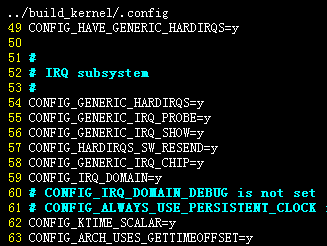 ../build_kernel/.config
49 CONFIG_HAVE_GENERIC_HARDIRQS=y
50
51 #
52 # IRQ subsystem
53 #
54 CONFIG_GENERIC_HARDIRQS=y
55 CONFIG_GENERIC_IRQ_PROBE=y
56 CONFIG_GENERIC_IRQ_SHOW=y
57 CONFIG_HARDIRQS_SW_RESEND=y
58 CONFIG_GENERIC_IRQ_CHIP=y
59 CONFIG_IRQ_DOMAIN=y
60 # CONFIG_IRQ_DOMAIN_DEBUG is not set
61 # CONFIG_ALWAYS_USE_PERSISTENT_CLOCK
62 CONFIG_KTIME_SCALAR=y
63 CONFIG_ARCH_USES_GETTIMEOFFSET=y